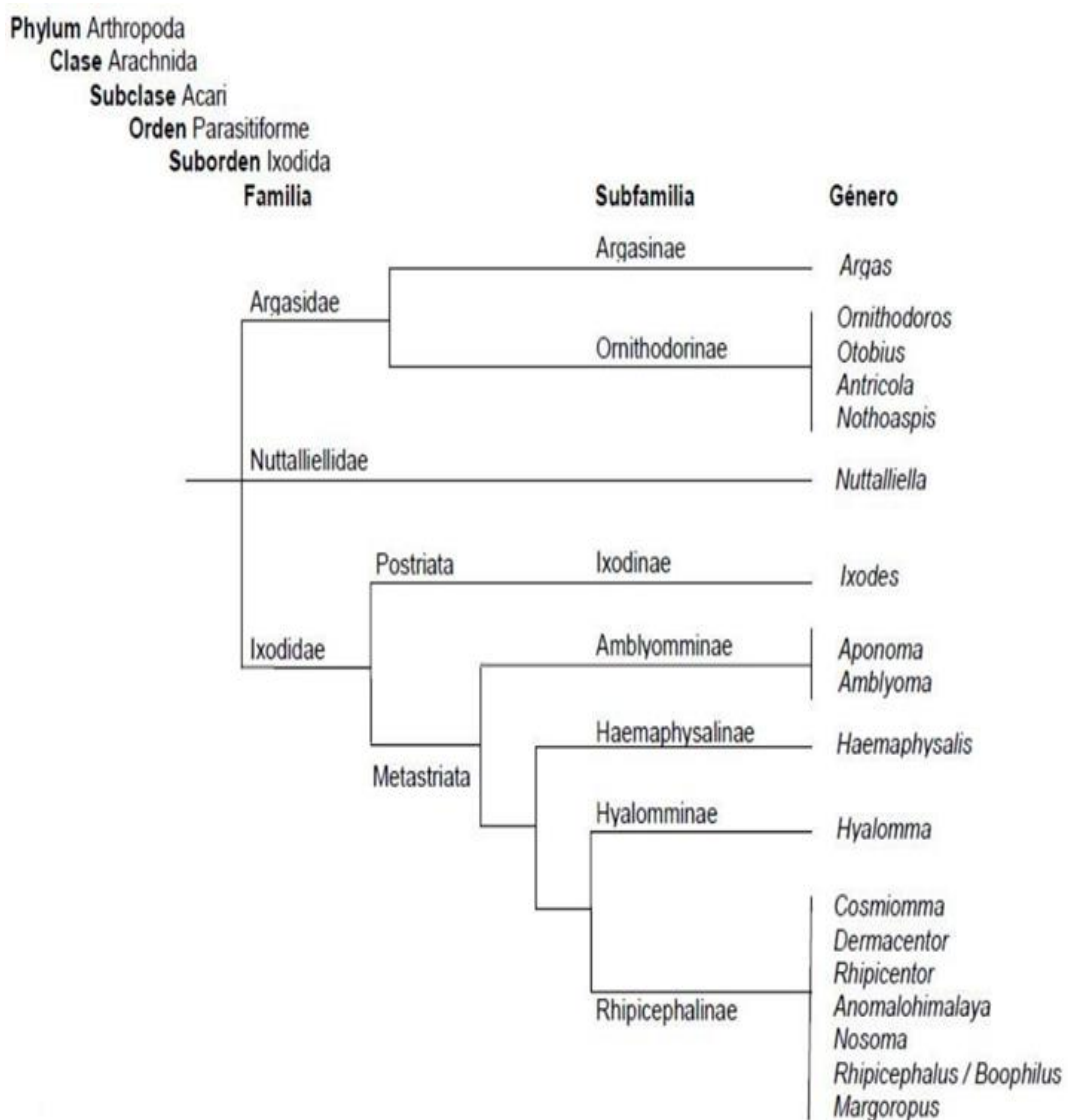 Phylum Arthropoda
Clase Arachnida
Subclase Acari
Orden Parasitiforme
Suborden Ixodida
Familia Subfamilia Género
Argasinae
Argas
Argasidae
Ornithodoros
Ornithodorinae
Otobius
Antricola
Nothoaspis
Nuttalliellidae
Nuttalliella
Postriata
Ixodinae
Ixodes
Ixodidae
Amblyomminae
Aponoma
Amblyoma
Haemaphysalinae
Haemaphysalis
Metastriata
Hyalomminae
Hyalomma
Cosmiomma
Dermacentor
Rhipicentor
Rhipicephalinae
Anomalohimalaya
Nosoma
Rhipicephalus / Boophilus
Margoropus